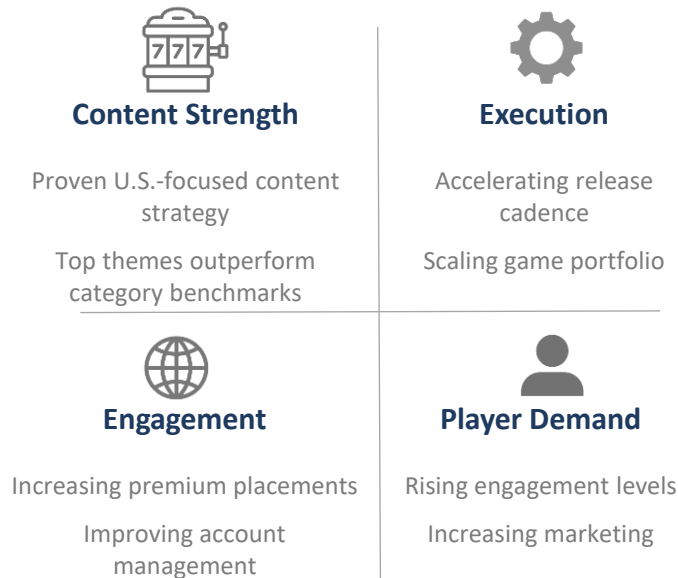 777
Content Strength
Proven U.S.-focused content
strategy
Top themes outperform
category benchmarks
Execution
Accelerating release
cadence
Scaling game portfolio
Engagement
Increasing premium placements
Improving account
management
Player Demand
Rising engagement levels
Increasing marketing